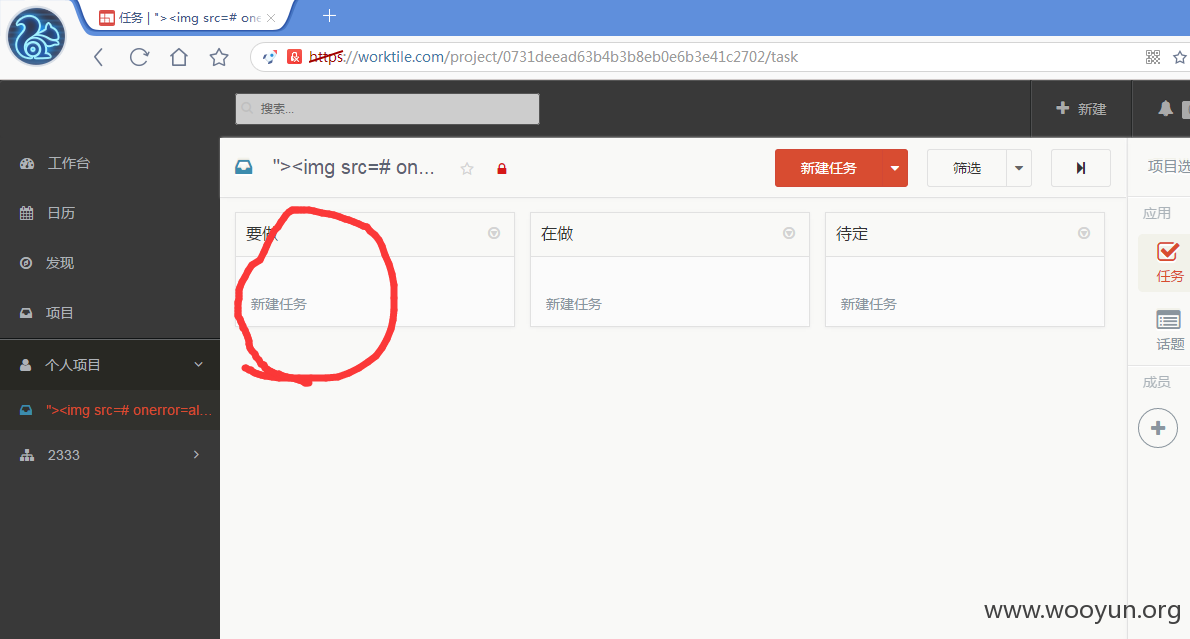 任务 | "><img src=# one
https://worktile.com/project/0731deead63b4b3b8eb0e6b3e41c2702/task
搜索...
新建
工作台
日历
发现
项目
个人项目
"><img src=# onerror=al...
2333
"><img src=# on...
新建任务
筛选
要做
新建任务
在做
新建任务
待定
新建任务
项目选
应用
任务
话题
成员
www.wooyun.org